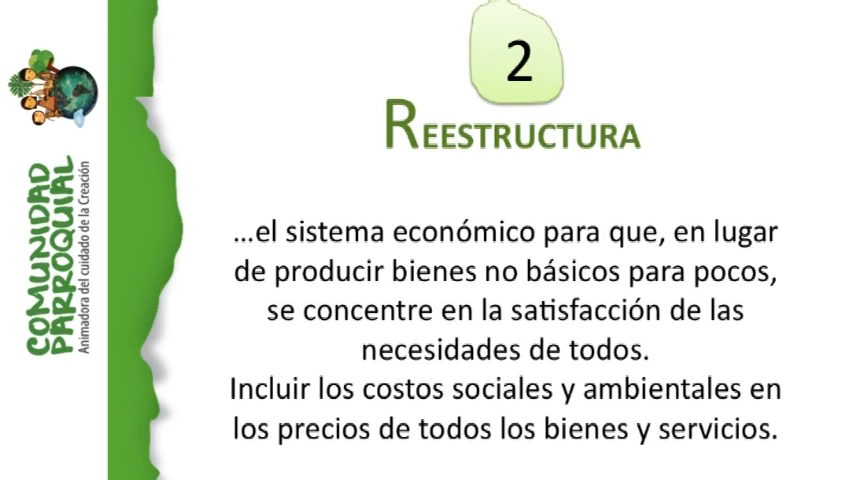 COMUNIDAD
PARROQUIAL
Animadora del cuidado de la Creación
2
REESTRUCTURA
...el sistema económico para que, en lugar
de producir bienes no básicos para pocos,
se concentre en la satisfacción de las
necesidades de todos.
Incluir los costos sociales y ambientales en
los precios de todos los bienes y servicios.